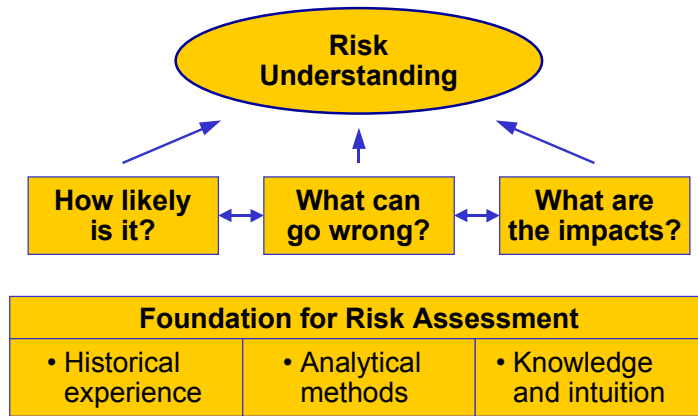 Risk
Understanding
How likely
is it?
What can
go wrong?
What are
the impacts?
Foundation for Risk Assessment
• Historical
experience
• Analytical
methods
• Knowledge
and intuition